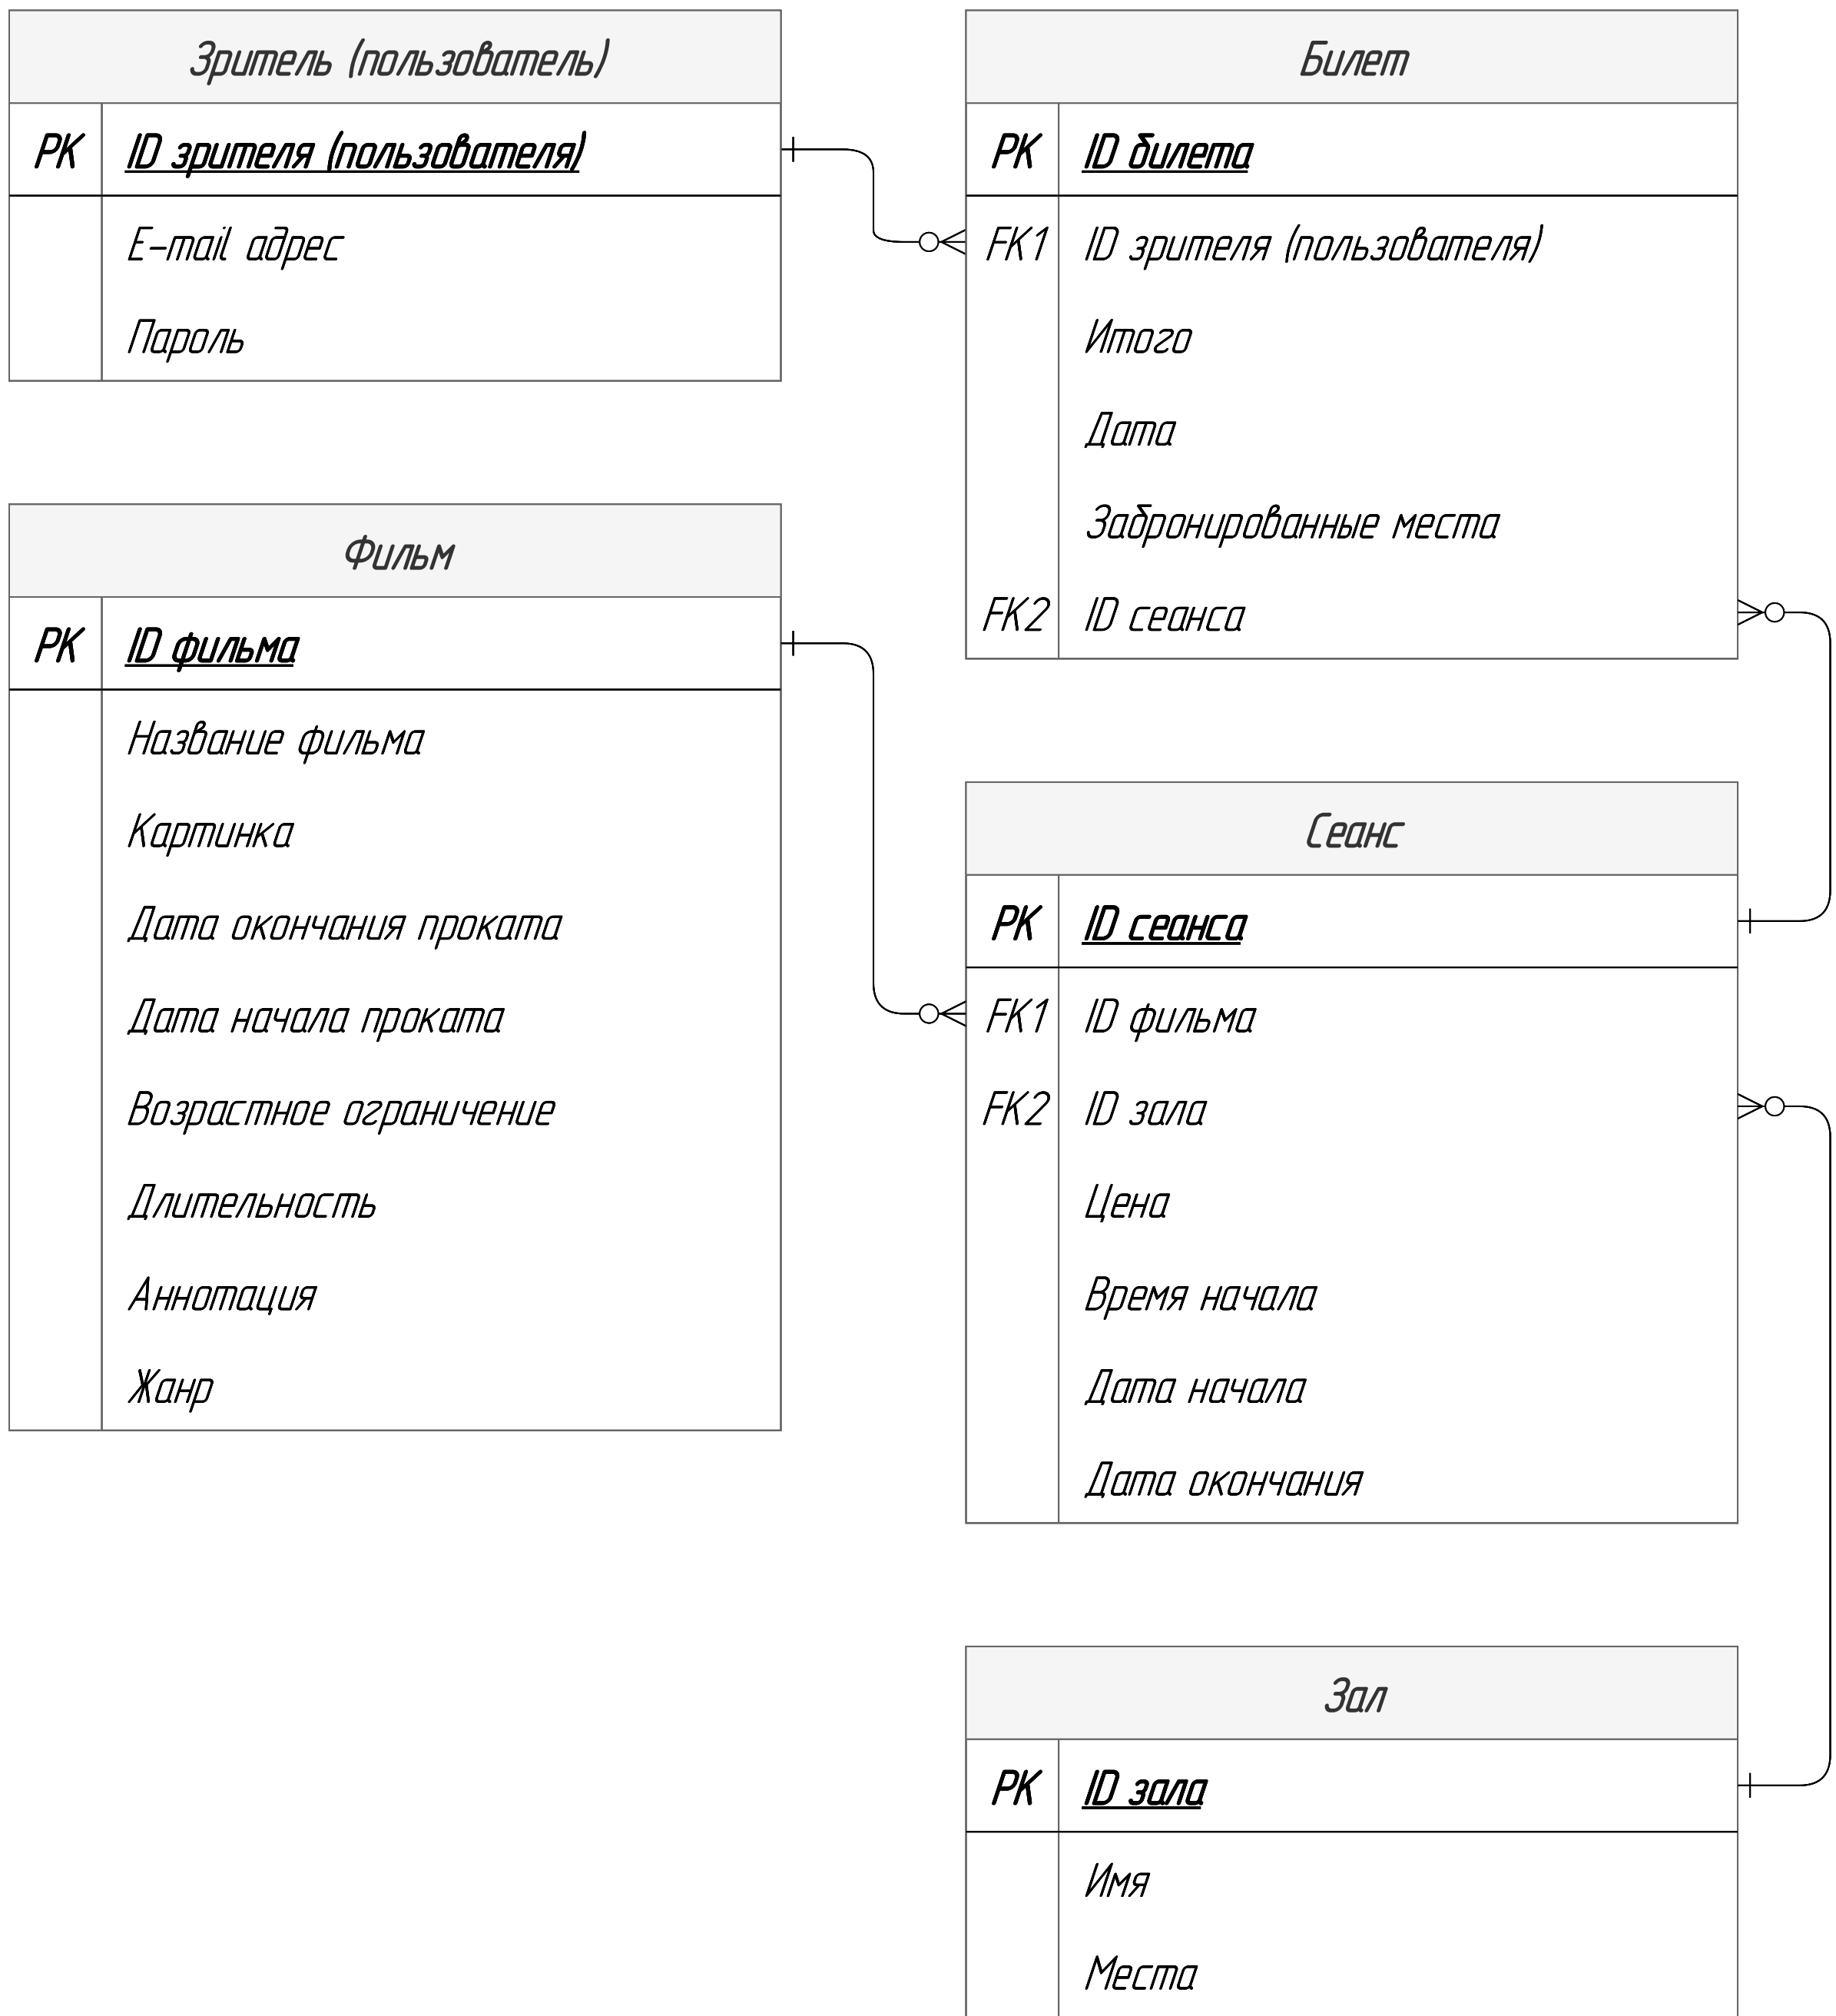 Зритель (пользователь)
PK ID зрителя (пользователя)
E-mail адрес
Пароль
Фильм
PK ID фильма
Название фильма
Картинка
Дата окончания проката
Дата начала проката
Возрастное ограничение
Длительность
Аннотация
Жанр
Билет
PK ID билета
FK1 ID зрителя (пользователя)
Итого
Дата
Забронированные места
FK2 ID сеанса
Сеанс
PK ID сеанса
FK1 ID фильма
FK2 ID зала
Цена
Время начала
Дата начала
Дата окончания
Зал
PK ID зала
Имя
Места